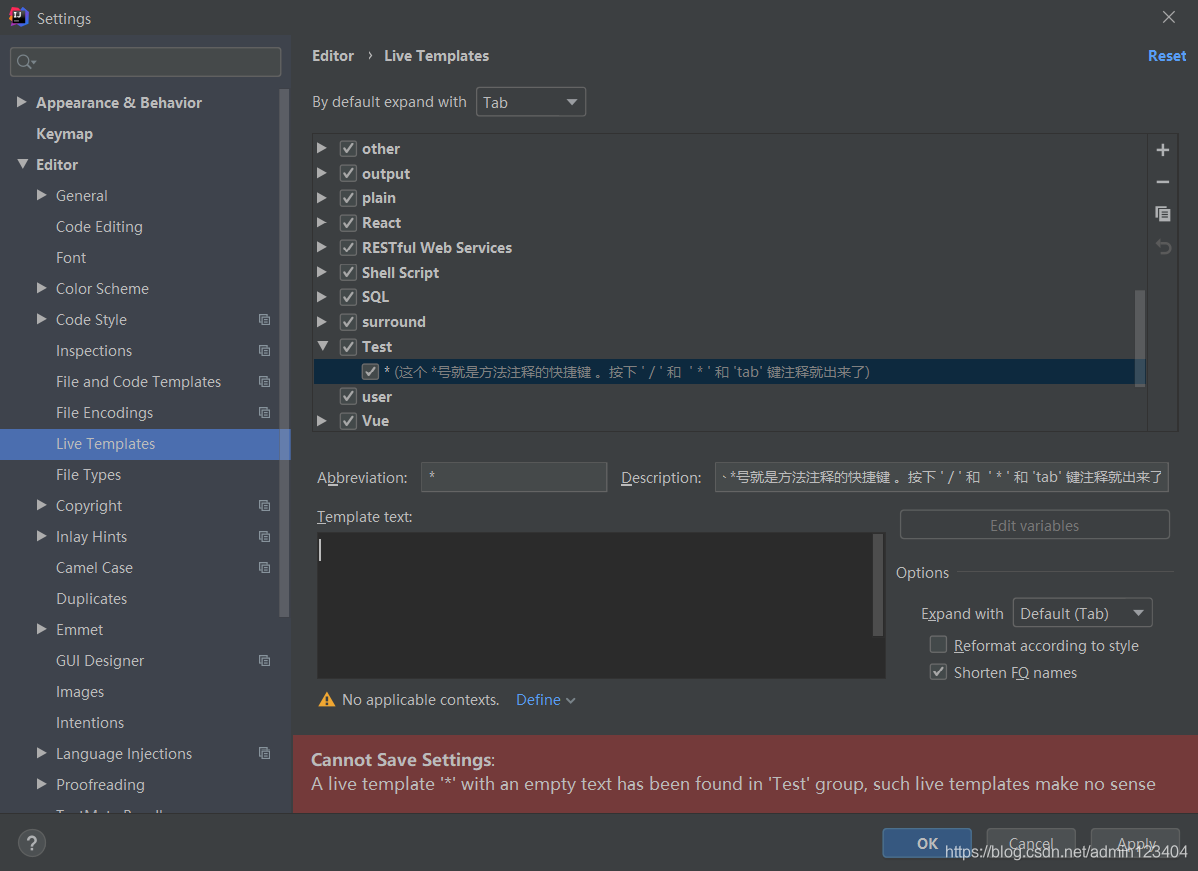 Settings
Editor › Live Templates
Reset
By default expand with Tab
Appearance & Behavior
Keymap
Editor
General
Code Editing
Font
Color Scheme
Code Style
Inspections
File and Code Templates
File Encodings
Live Templates
File Types
Copyright
Inlay Hints
Camel Case
Duplicates
Emmet
GUI Designer
Images
Intentions
Language Injections
Proofreading
other
output
plain
React
RESTful Web Services
Shell Script
SQL
surround
Test
* (这个 *号就是方法注释的快捷键 。按下 ' / ' 和 ' * ' 和 'tab' 键注释就出来了)
user
Vue
Abbreviation: *
Description: *号就是方法注释的快捷键 。按下 ' / ' 和 ' * ' 和 'tab' 键注释就出来了
Template text:
Edit variables
Options
Expand with Default (Tab)
Reformat according to style
Shorten FQ names
No applicable contexts. Define
Cannot Save Settings:
A live template '*' with an empty text has been found in 'Test' group, such live templates make no sense
?
OK
Cancel
Apply
https://blog.csdn.net/admin123404